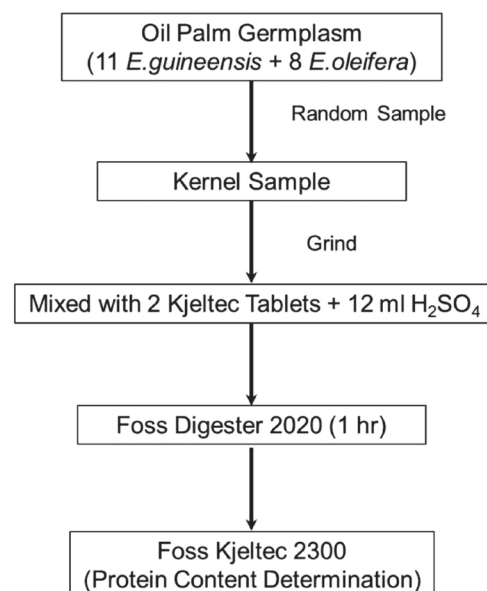 Oil Palm Germplasm
(11 E.guineensis + 8 E.oleifera)
Random Sample
Kernel Sample
Grind
Mixed with 2 Kjeltec Tablets + 12 ml H₂SO₄
Foss Digester 2020 (1 hr)
Foss Kjeltec 2300
(Protein Content Determination)